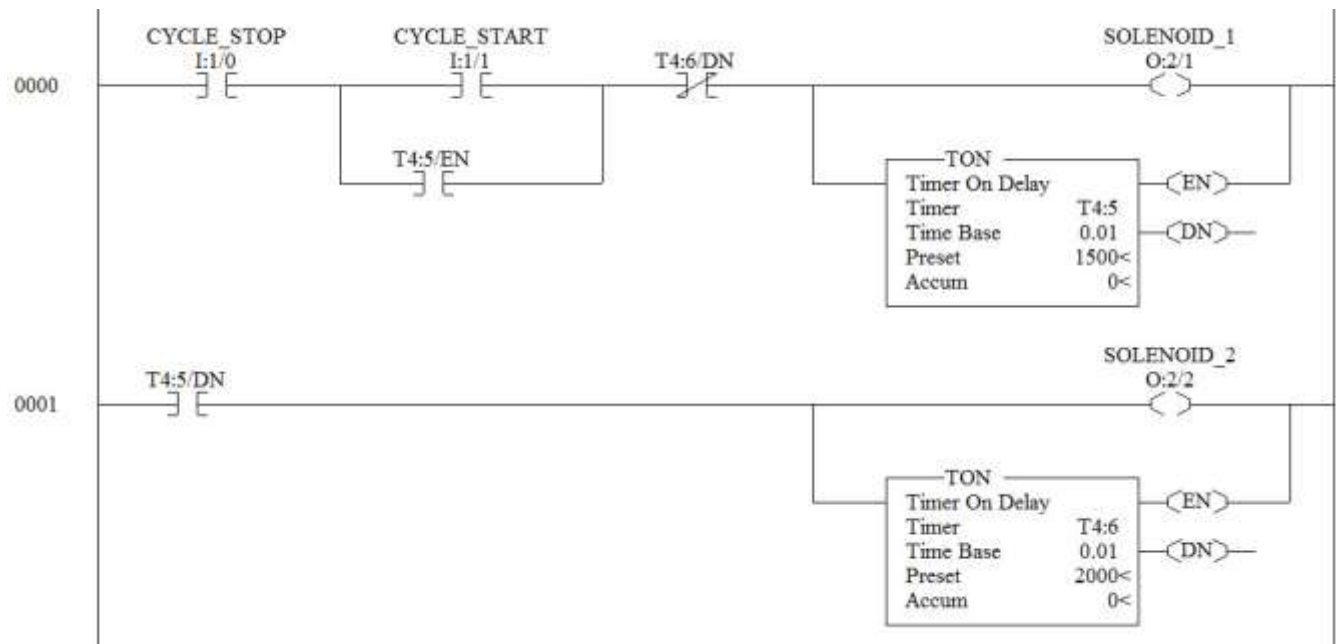 CYCLE_STOP CYCLE_START SOLENOID_1
I:1/0 I:1/1 T4:6/DN O:2/1
0000
T4:5/EN TON
Timer On Delay EN
Timer T4:5
Time Base 0.01 DN
Preset 1500<
Accum 0<
SOLENOID_2
T4:5/DN O:2/2
0001
TON
Timer On Delay EN
Timer T4:6
Time Base 0.01 DN
Preset 2000<
Accum 0<